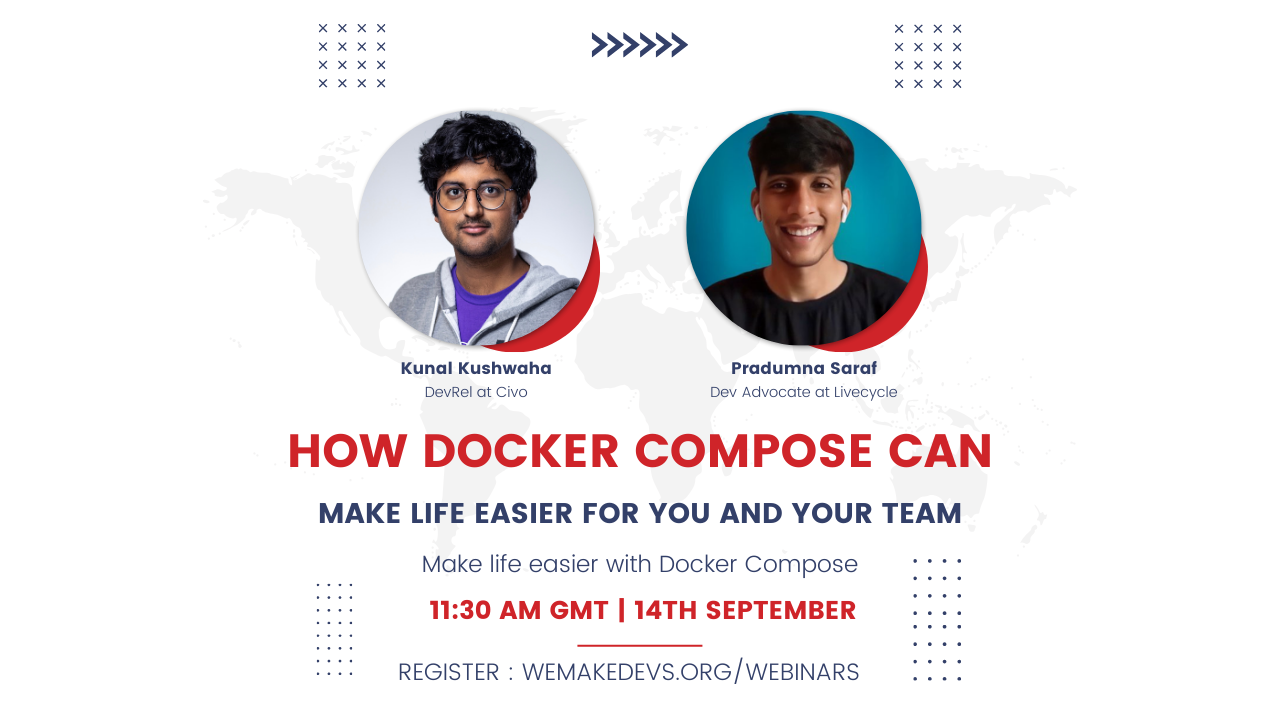 Kunal Kushwaha
DevRel at Civo
Pradumna Saraf
Dev Advocate at Livecycle
HOW DOCKER COMPOSE CAN
MAKE LIFE EASIER FOR YOU AND YOUR TEAM
Make life easier with Docker Compose
11:30 AM GMT | 14TH SEPTEMBER
REGISTER : WEMAKEDEVS.ORG/WEBINARS